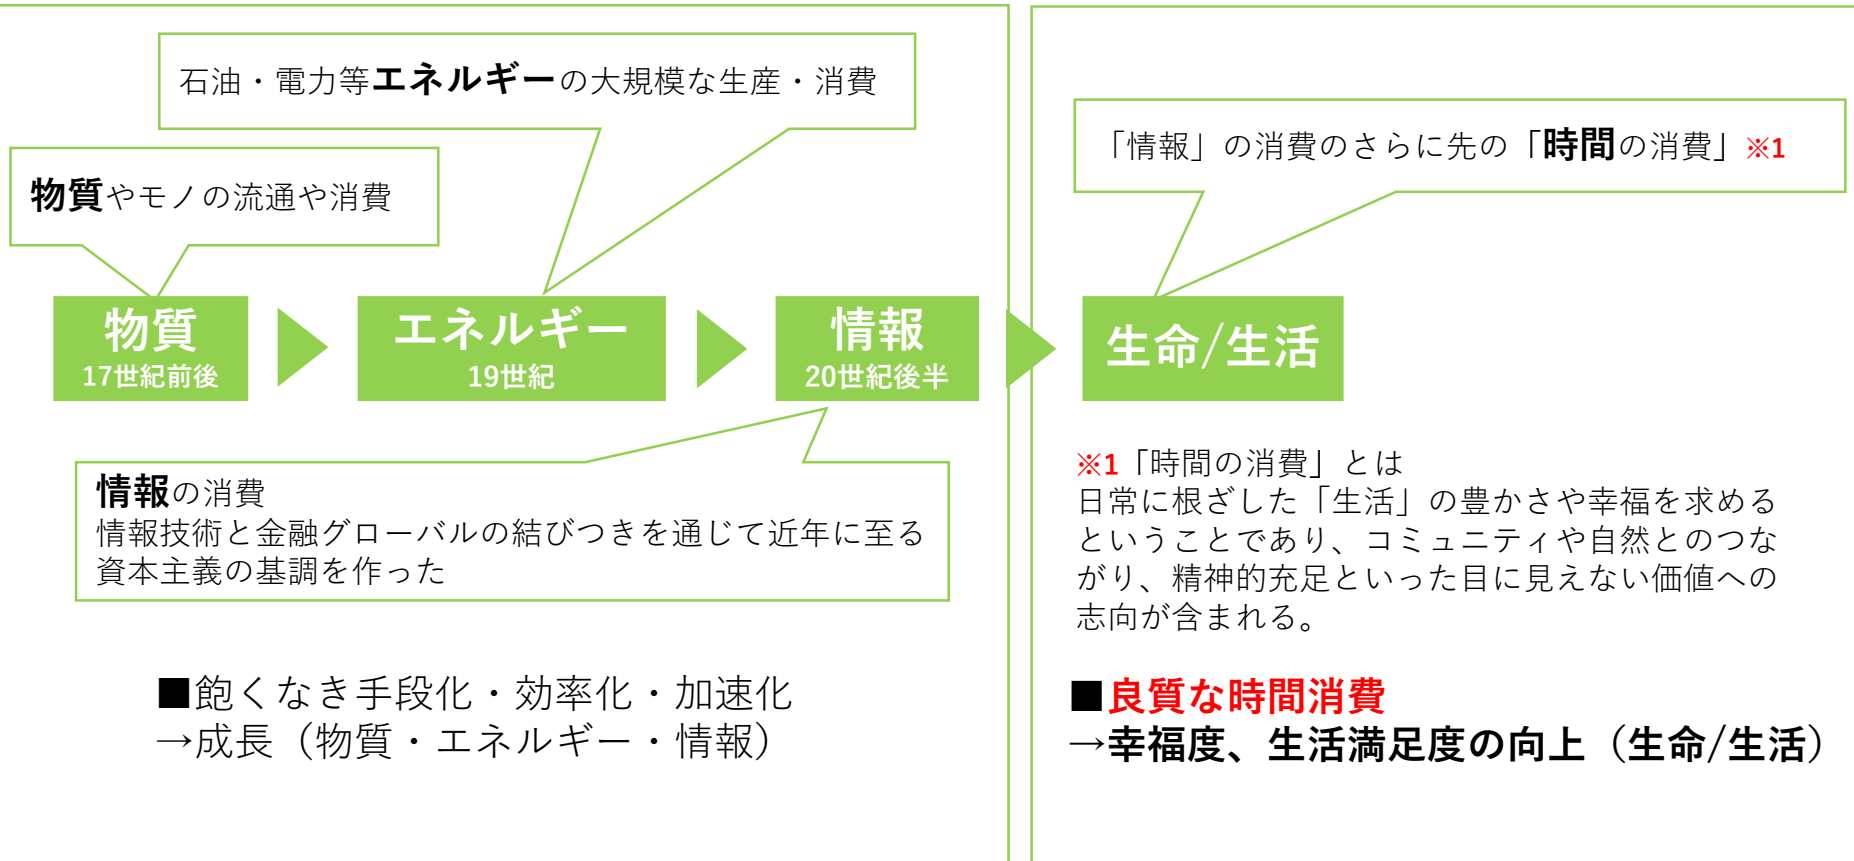 石油・電力等エネルギーの大規模な生産・消費
物質やモノの流通や消費
物質
17世紀前後
エネルギー
19世紀
情報
20世紀後半
情報の消費
情報技術と金融グローバルの結びつきを通じて近年に至る
資本主義の基調を作った
■飽くなき手段化・効率化・加速化
→成長（物質・エネルギー・情報）
「情報」の消費のさらに先の「時間の消費」※1
生命/生活
※1「時間の消費」とは
日常に根ざした「生活」の豊かさや幸福を求める
ということであり、コミュニティや自然とのつな
がり、精神的充足といった目に見えない価値への
志向が含まれる。
■良質な時間消費
→幸福度、生活満足度の向上（生命/生活）